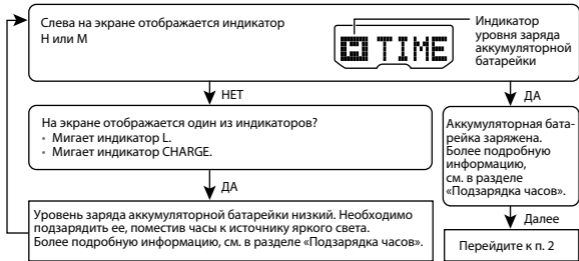 Слева на экране отображается индикатор
H или M
H TIME
Индикатор
уровня заряда
аккумуляторной
батарейки
НЕТ
ДА
На экране отображается один из индикаторов?
• Мигает индикатор L.
• Мигает индикатор CHARGE.
Аккумуляторная бата-
рейка заряжена.
Более подробную
информацию,
см. в разделе
«Подзарядка часов».
ДА
Уровень заряда аккумуляторной батарейки низкий. Необходимо
подзарядить ее, поместив часы к источнику яркого света.
Более подробную информацию, см. в разделе «Подзарядка часов».
Далее
Перейдите к п. 2